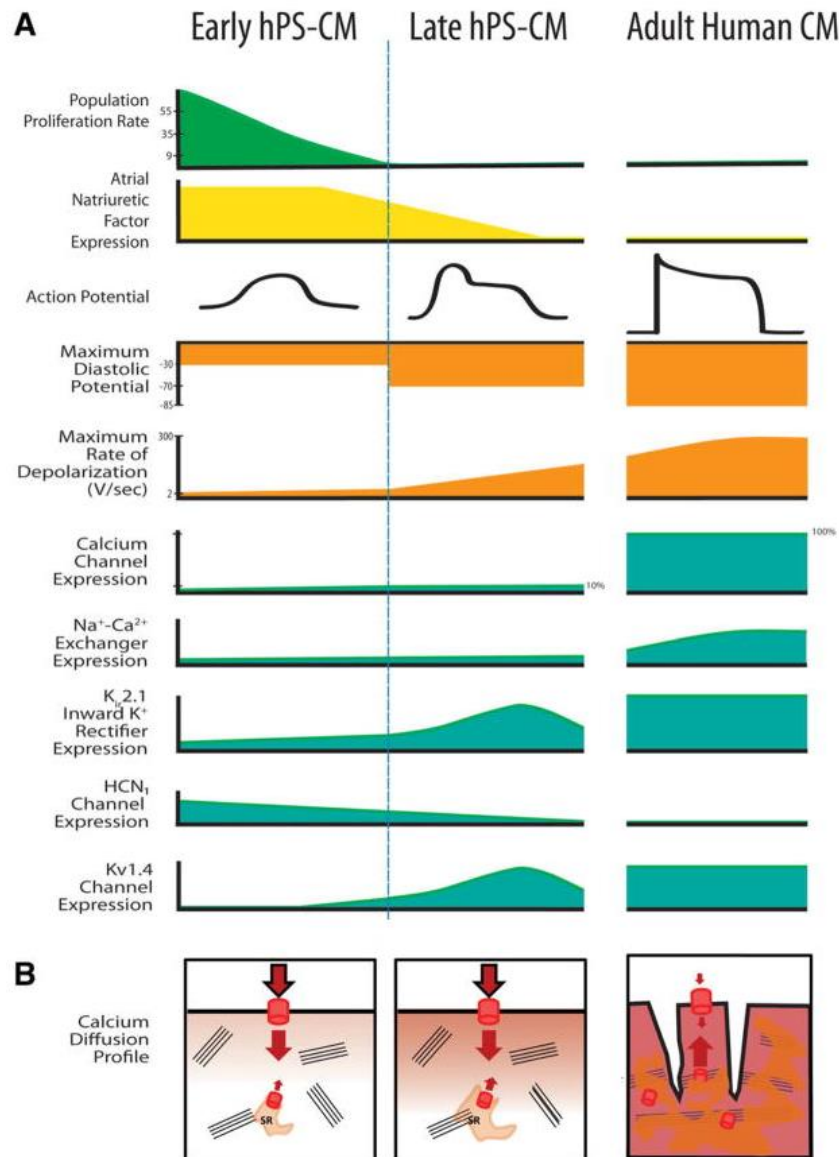 A
Early hPS-CM
Late hPS-CM
Adult Human CM
Population
Proliferation Rate
55
35
9
Atrial
Natriuretic
Factor
Expression
Action Potential
Maximum
Diastolic
Potential
-30
-70
-85
Maximum
Rate of
Depolarization
(V/sec)
300
2
Calcium
Channel
Expression
10%
100%
Na⁺-Ca²⁺
Exchanger
Expression
Kᵢᵣ2.1
Inward K⁺
Rectifier
Expression
HCN₁
Channel
Expression
Kv1.4
Channel
Expression
B
Calcium
Diffusion
Profile
SR
SR